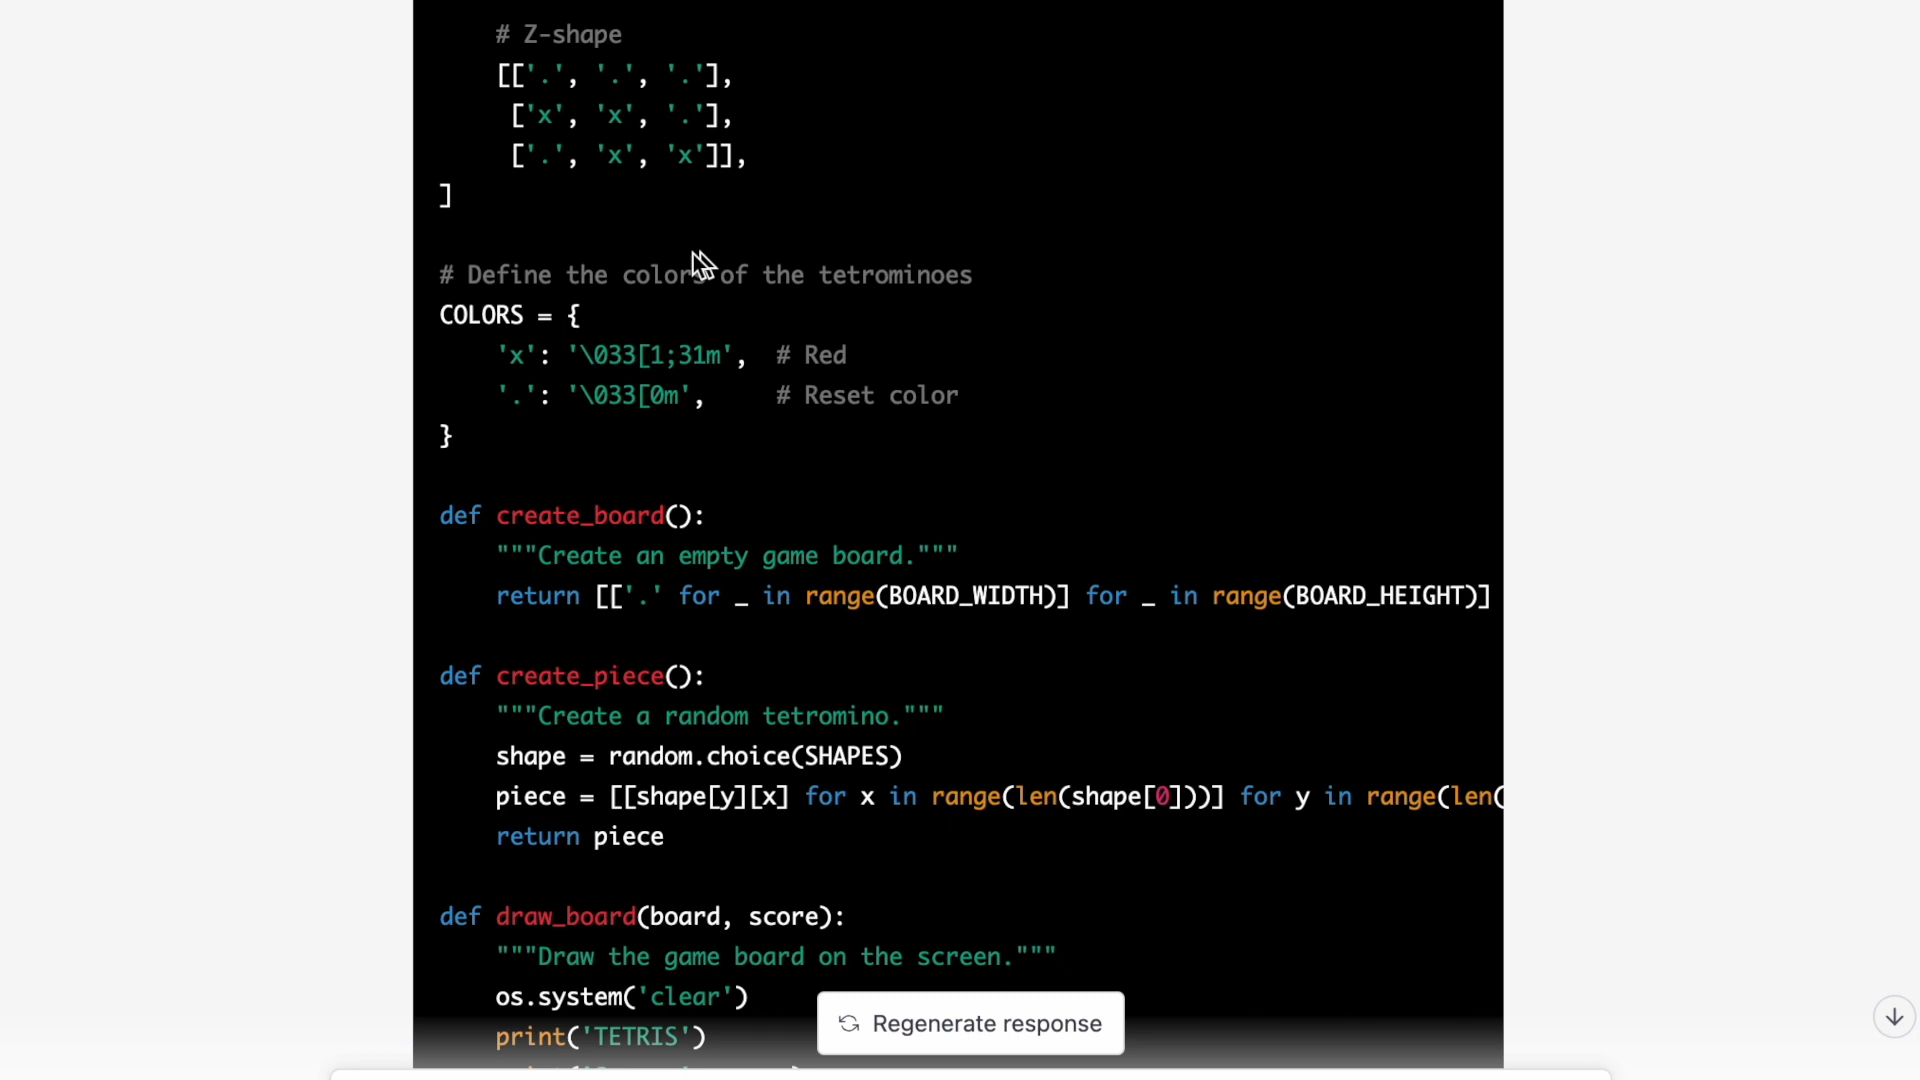 # Z-shape
[['.', '.', '.'],
['x', 'x', '.'],
['.', 'x', 'x']],
]
# Define the colors of the tetrominoes
COLORS = {
'x': '\033[1;31m', # Red
'.': '\033[0m', # Reset color
}
def create_board():
"""Create an empty game board."""
return [['.' for _ in range(BOARD_WIDTH)] for _ in range(BOARD_HEIGHT)]
def create_piece():
"""Create a random tetromino."""
shape = random.choice(SHAPES)
piece = [[shape[y][x] for x in range(len(shape[0]))] for y in range(len(
return piece
def draw_board(board, score):
"""Draw the game board on the screen."""
os.system('clear')
print('TETRIS')
Regenerate response